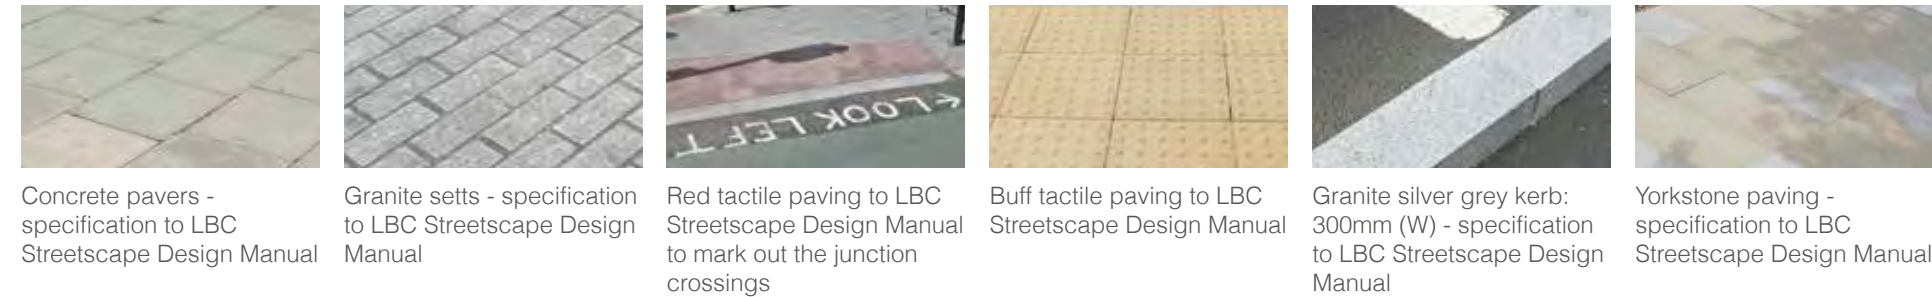 ← LOOK LEFT
Concrete pavers -
specification to LBC
Streetscape Design Manual
Granite setts - specification
to LBC Streetscape Design
Manual
Red tactile paving to LBC
Streetscape Design Manual
to mark out the junction
crossings
Buff tactile paving to LBC
Streetscape Design Manual
Granite silver grey kerb:
300mm (W) - specification
to LBC Streetscape Design
Manual
Yorkstone paving -
specification to LBC
Streetscape Design Manual